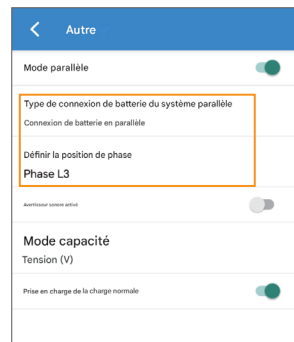 Autre
Mode parallèle
Type de connexion de batterie du système parallèle
Connexion de batterie en parallèle
Définir la position de phase
Phase L3
Avertisseur sonore activé
Mode capacité
Tension (V)
Prise en charge de la charge normale